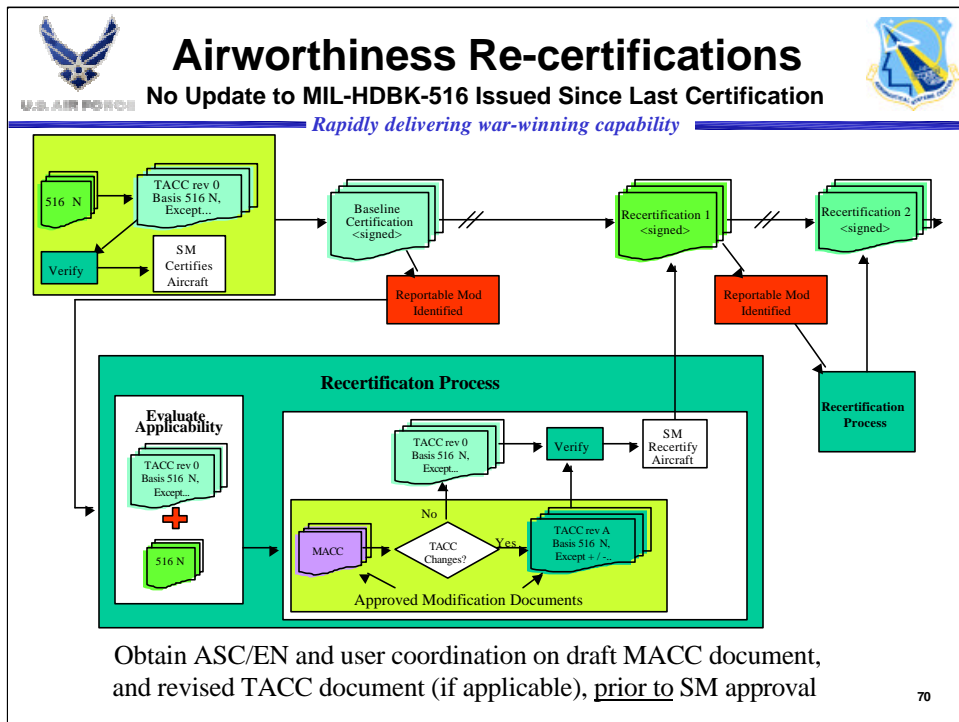 Airworthiness Re-certifications
No Update to MIL-HDBK-516 Issued Since Last Certification
U.S. AIR FORCE
Rapidly delivering war-winning capability
516 N
TACC rev 0
Basis 516 N,
Except...
Verify
SM
Certifies
Aircraft
Baseline
Certification
<signed>
Recertification 1
<signed>
Recertification 2
<signed>
Reportable Mod
Identified
Reportable Mod
Identified
Recertificaton Process
Evaluate
Applicability
TACC rev 0
Basis 516 N,
Except...
516 N
TACC rev 0
Basis 516 N,
Except...
Verify
SM
Recertify
Aircraft
Recertification
Process
No
MACC
TACC
Changes?
Yes
TACC rev A
Basis 516 N,
Except + / -..
Approved Modification Documents
Obtain ASC/EN and user coordination on draft MACC document,
and revised TACC document (if applicable), prior to SM approval
70